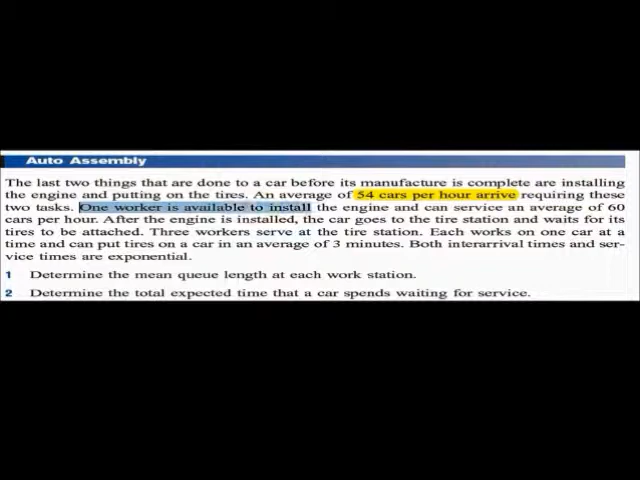 Auto Assembly
The last two things that are done to a car before its manufacture is complete are installing
the engine and putting on the tires. An average of 54 cars per hour arrive requiring these
two tasks. One worker is available to install the engine and can service an average of 60
cars per hour. After the engine is installed, the car goes to the tire station and waits for its
tires to be attached. Three workers serve at the tire station. Each works on one car at a
time and can put tires on a car in an average of 3 minutes. Both interarrival times and ser-
vice times are exponential.
1 Determine the mean queue length at each work station.
2 Determine the total expected time that a car spends waiting for service.